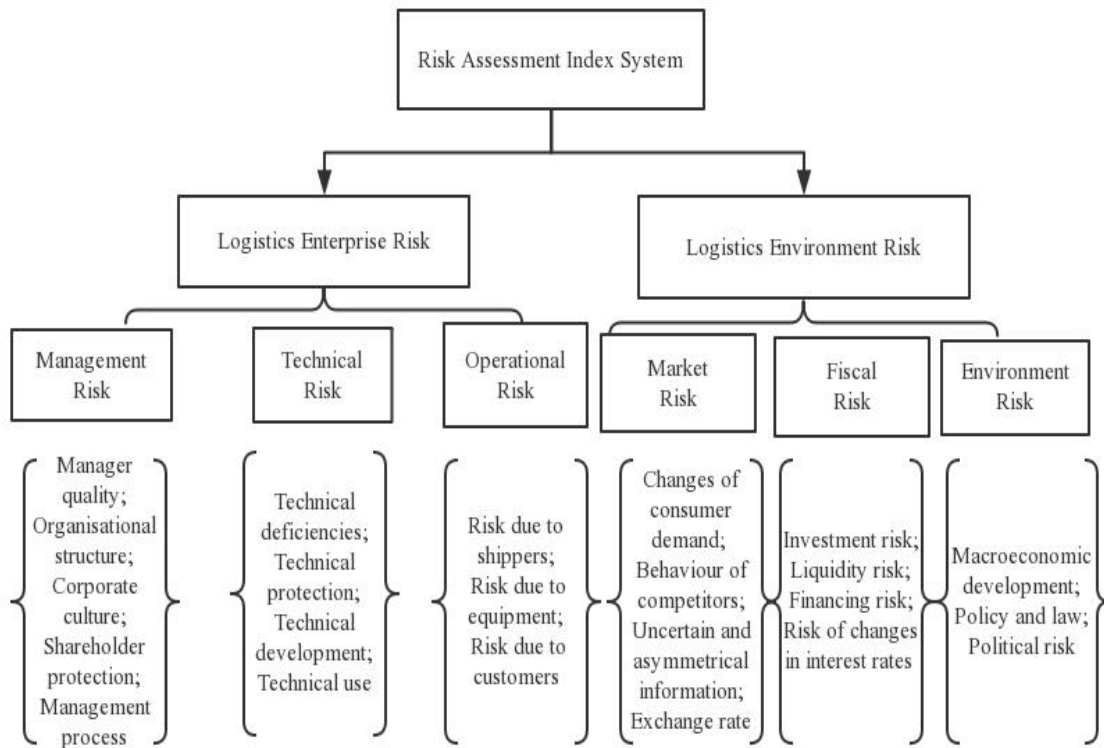 Risk Assessment Index System
Logistics Enterprise Risk
Logistics Environment Risk
Management
Risk
Technical
Risk
Operational
Risk
Market
Risk
Fiscal
Risk
Environment
Risk
Manager
quality;
Organisational
structure;
Corporate
culture;
Shareholder
protection;
Management
process
Technical
deficiencies;
Technical
protection;
Technical
development;
Technical use
Risk due to
shippers;
Risk due to
equipment;
Risk due to
customers
Changes of
consumer
demand;
Behaviour of
competitors;
Uncertain and
asymmetrical
information;
Exchange rate
Investment risk;
Liquidity risk;
Financing risk;
Risk of changes
in interest rates
Macroeconomic
development;
Policy and law;
Political risk